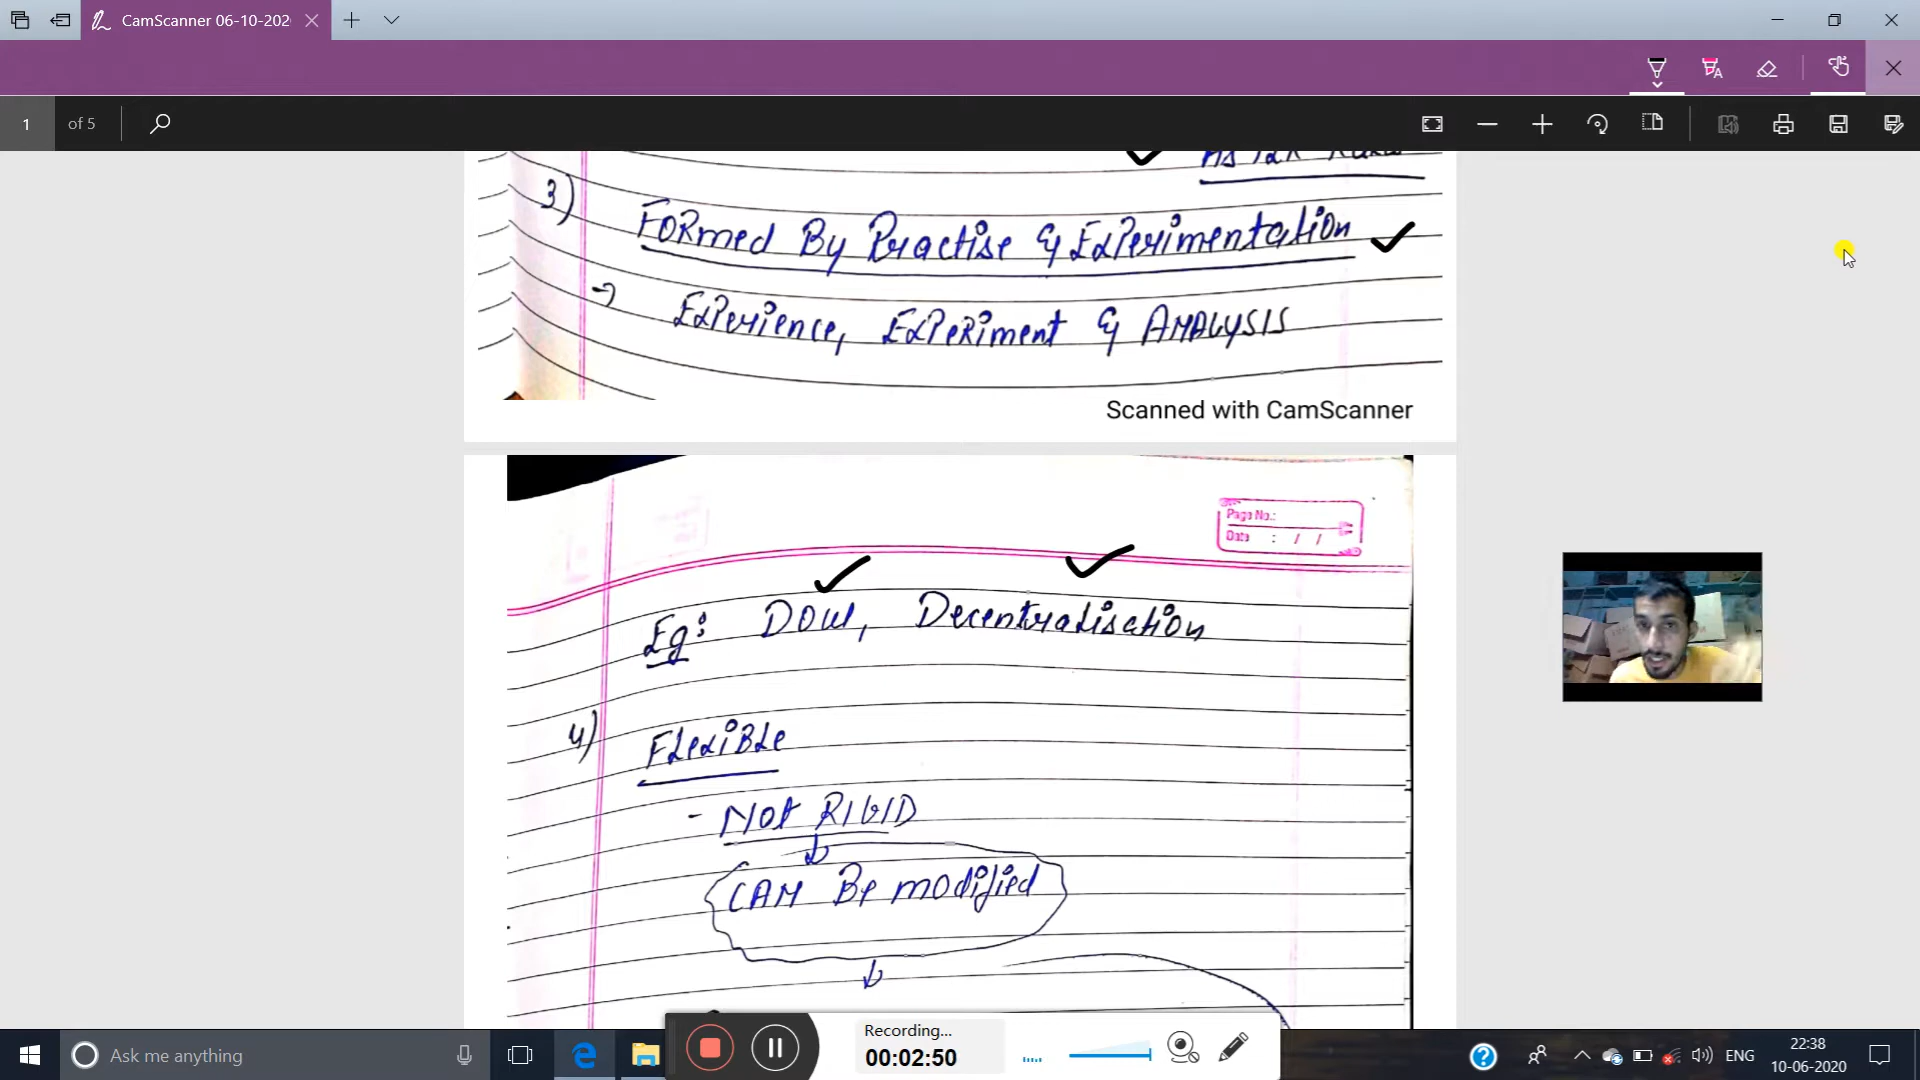 CamScanner 06-10-202
1 of 5
As Per
3) Formed By Practise & Experimentation
→ Experience, Experiment & Analysis
Scanned with CamScanner
Page No.:
Date : / /
Eg: DOW, Decentralisation
4) Flexible
- Not Rigid
Can Be modified
Recording...
00:02:50
Ask me anything
ENG
22:38
10-06-2020